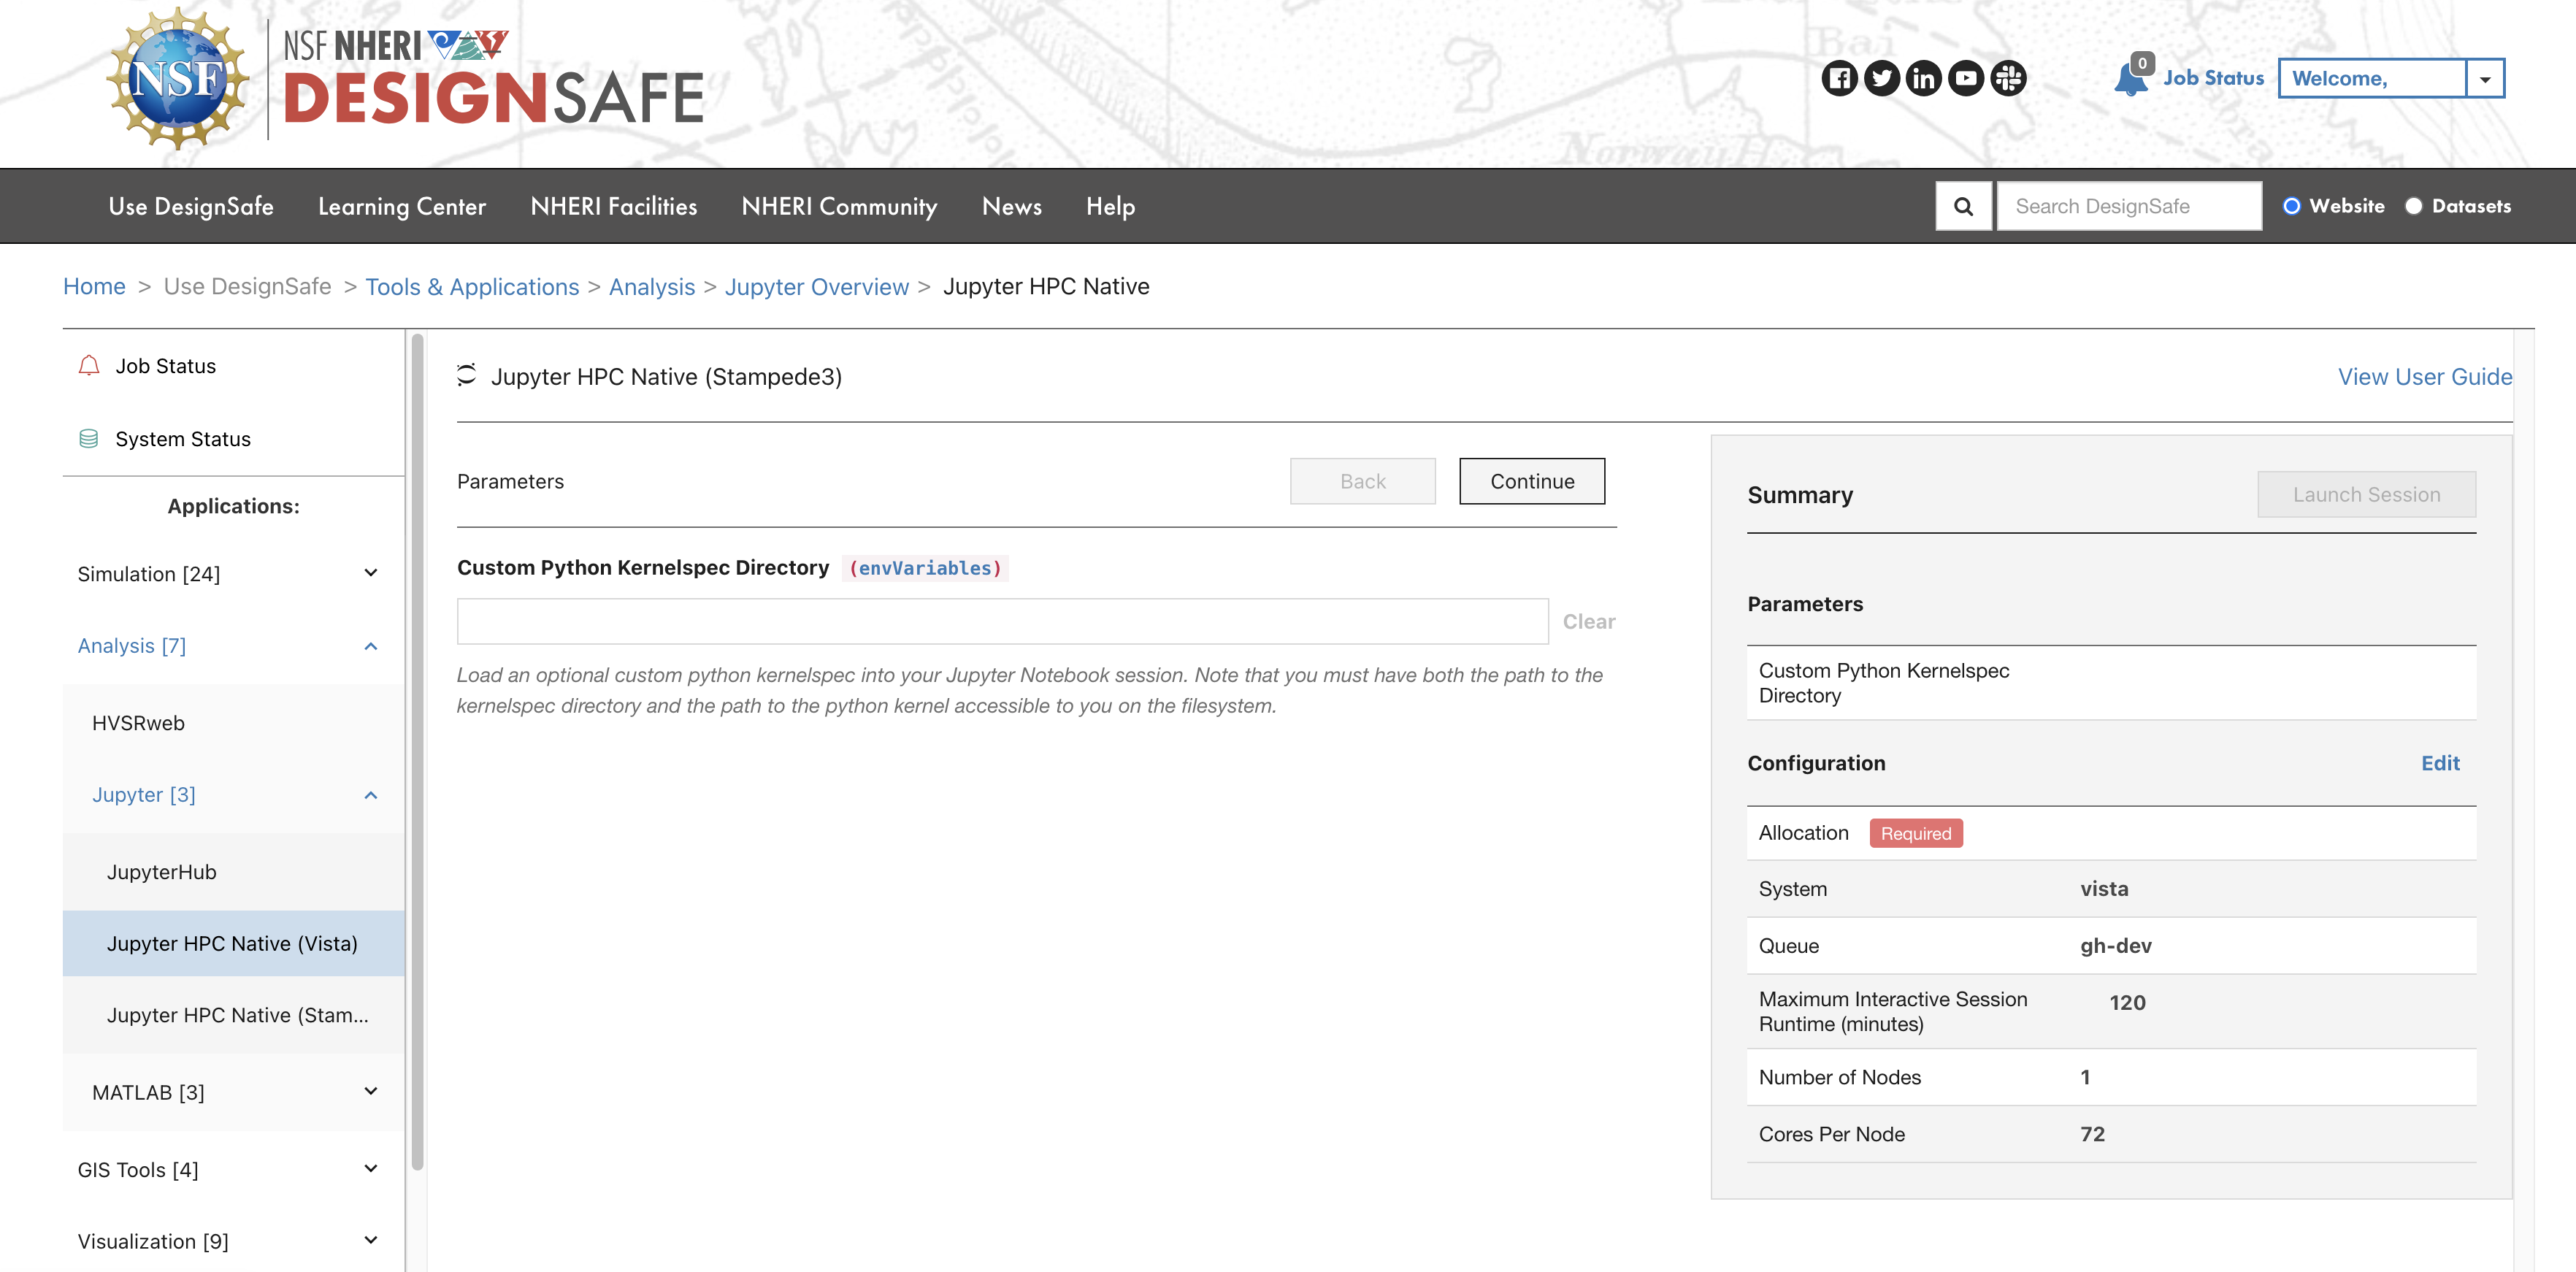 NSF
NSF NHERI
DESIGNSAFE
Norway H
0
Job Status
Welcome,
Use DesignSafe
Learning Center
NHERI Facilities
NHERI Community
News
Help
Search DesignSafe
Website
Datasets
Home > Use DesignSafe > Tools & Applications > Analysis > Jupyter Overview > Jupyter HPC Native
Job Status
System Status
Applications:
Simulation [24]
Analysis [7]
HVSRweb
Jupyter [3]
JupyterHub
Jupyter HPC Native (Vista)
Jupyter HPC Native (Stam...
MATLAB [3]
GIS Tools [4]
Visualization [9]
Jupyter HPC Native (Stampede3)
View User Guide
Parameters
Back
Continue
Custom Python Kernelspec Directory (envVariables)
Clear
Load an optional custom python kernelspec into your Jupyter Notebook session. Note that you must have both the path to the
kernelspec directory and the path to the python kernel accessible to you on the filesystem.
Summary
Launch Session
Parameters
Custom Python Kernelspec
Directory
Configuration
Edit
Allocation Required
System vista
Queue gh-dev
Maximum Interactive Session
Runtime (minutes) 120
Number of Nodes 1
Cores Per Node 72